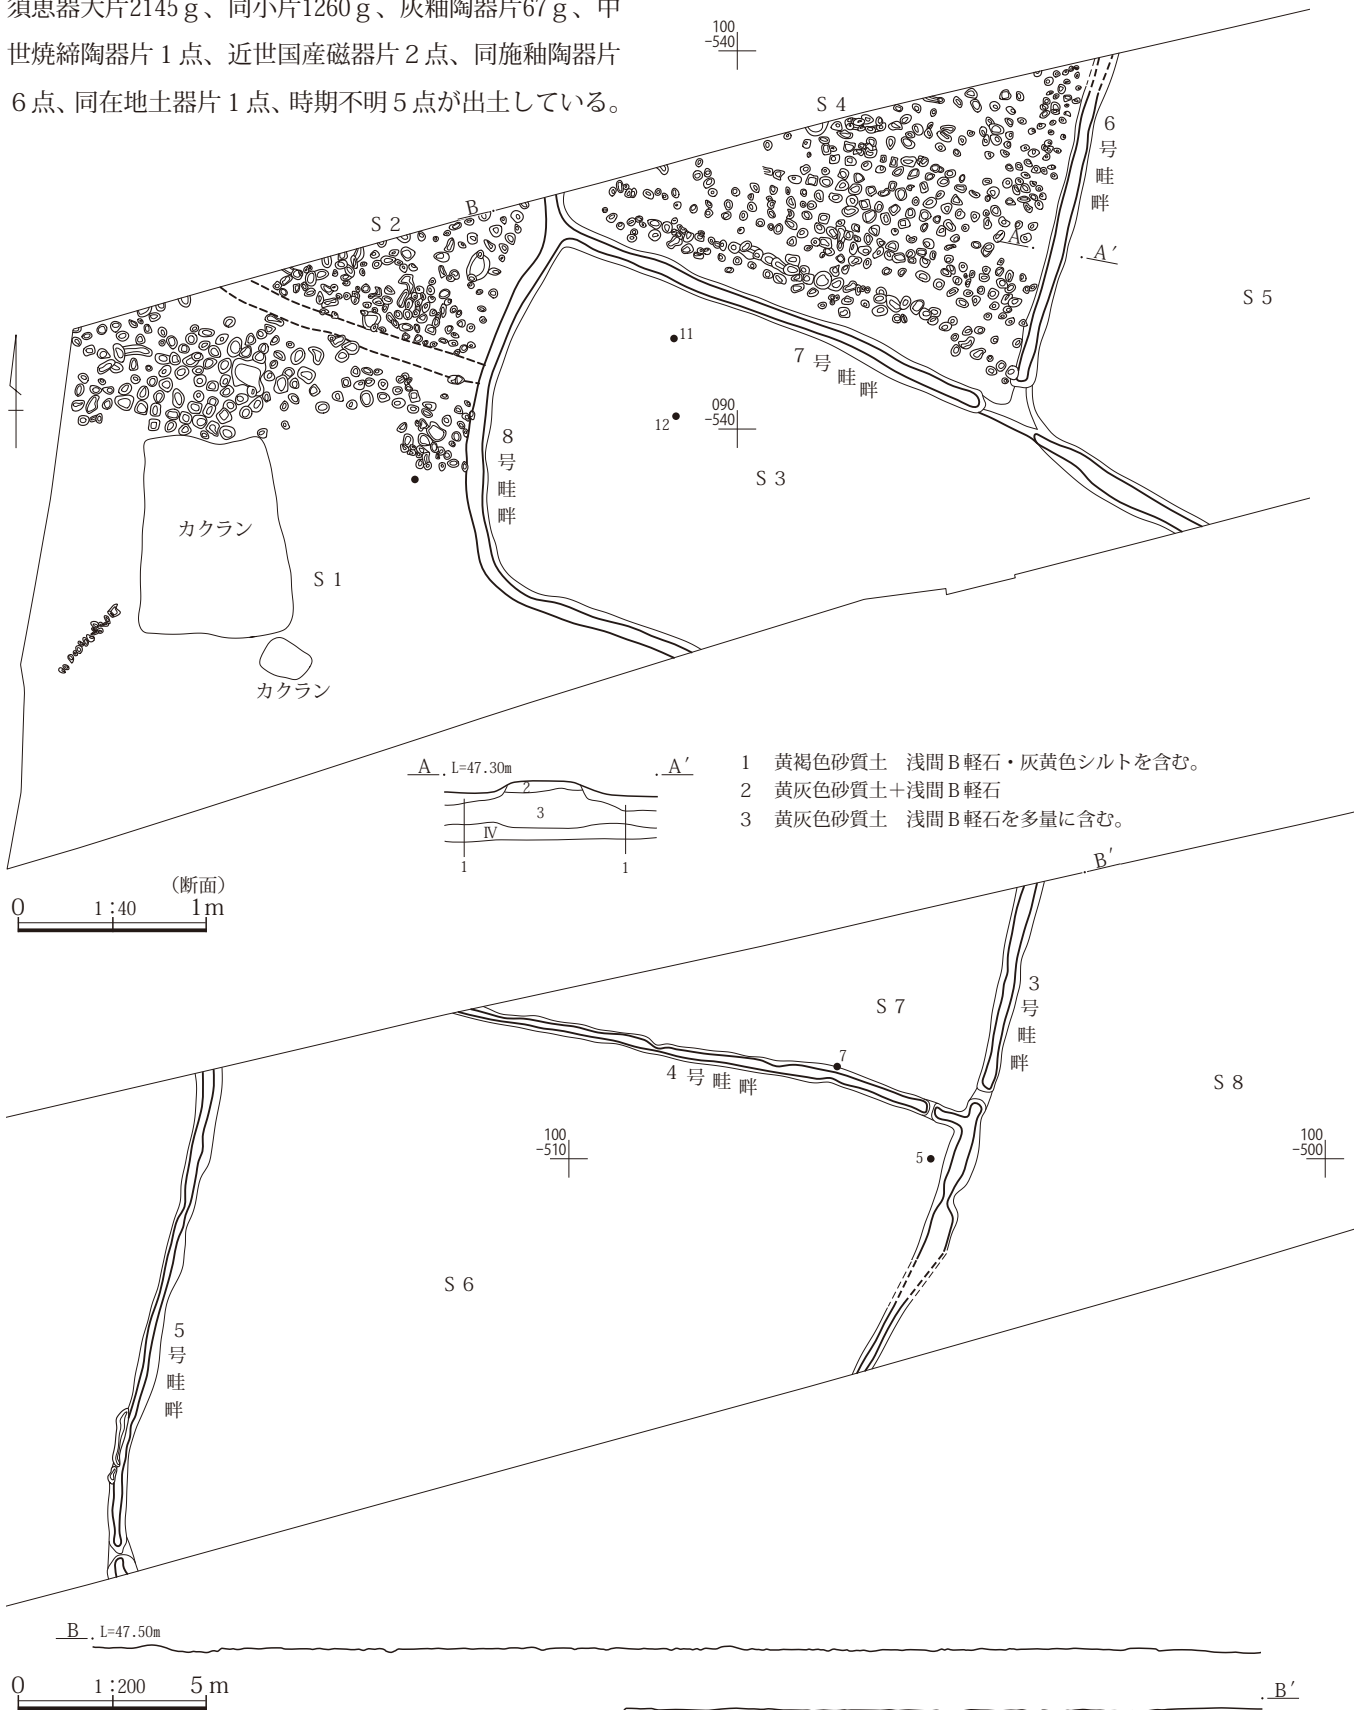 須恵器大片2145ｇ、同小片1260ｇ、灰釉陶器片67ｇ、中
世焼締陶器片１点、近世国産磁器片２点、同施釉陶器片
６点、同在地土器片１点、時期不明５点が出土している。
100
-540
S 4
6号畦畔
B
S 2
A
A′
S 5
11
7号畦畔
090
-540
12
8号畦畔
S 3
カクラン
S 1
カクラン
A L=47.30m A′
2
3
Ⅳ
1 1
1 黄褐色砂質土 浅間Ｂ軽石・灰黄色シルトを含む。
2 黄灰色砂質土＋浅間Ｂ軽石
3 黄灰色砂質土 浅間Ｂ軽石を多量に含む。
B′
（断面）
0 1:40 1m
3号畦畔
S 7
7
4号畦畔
S 8
100
-510
5
100
-500
S 6
5号畦畔
B L=47.50m
0 1:200 5m
B′